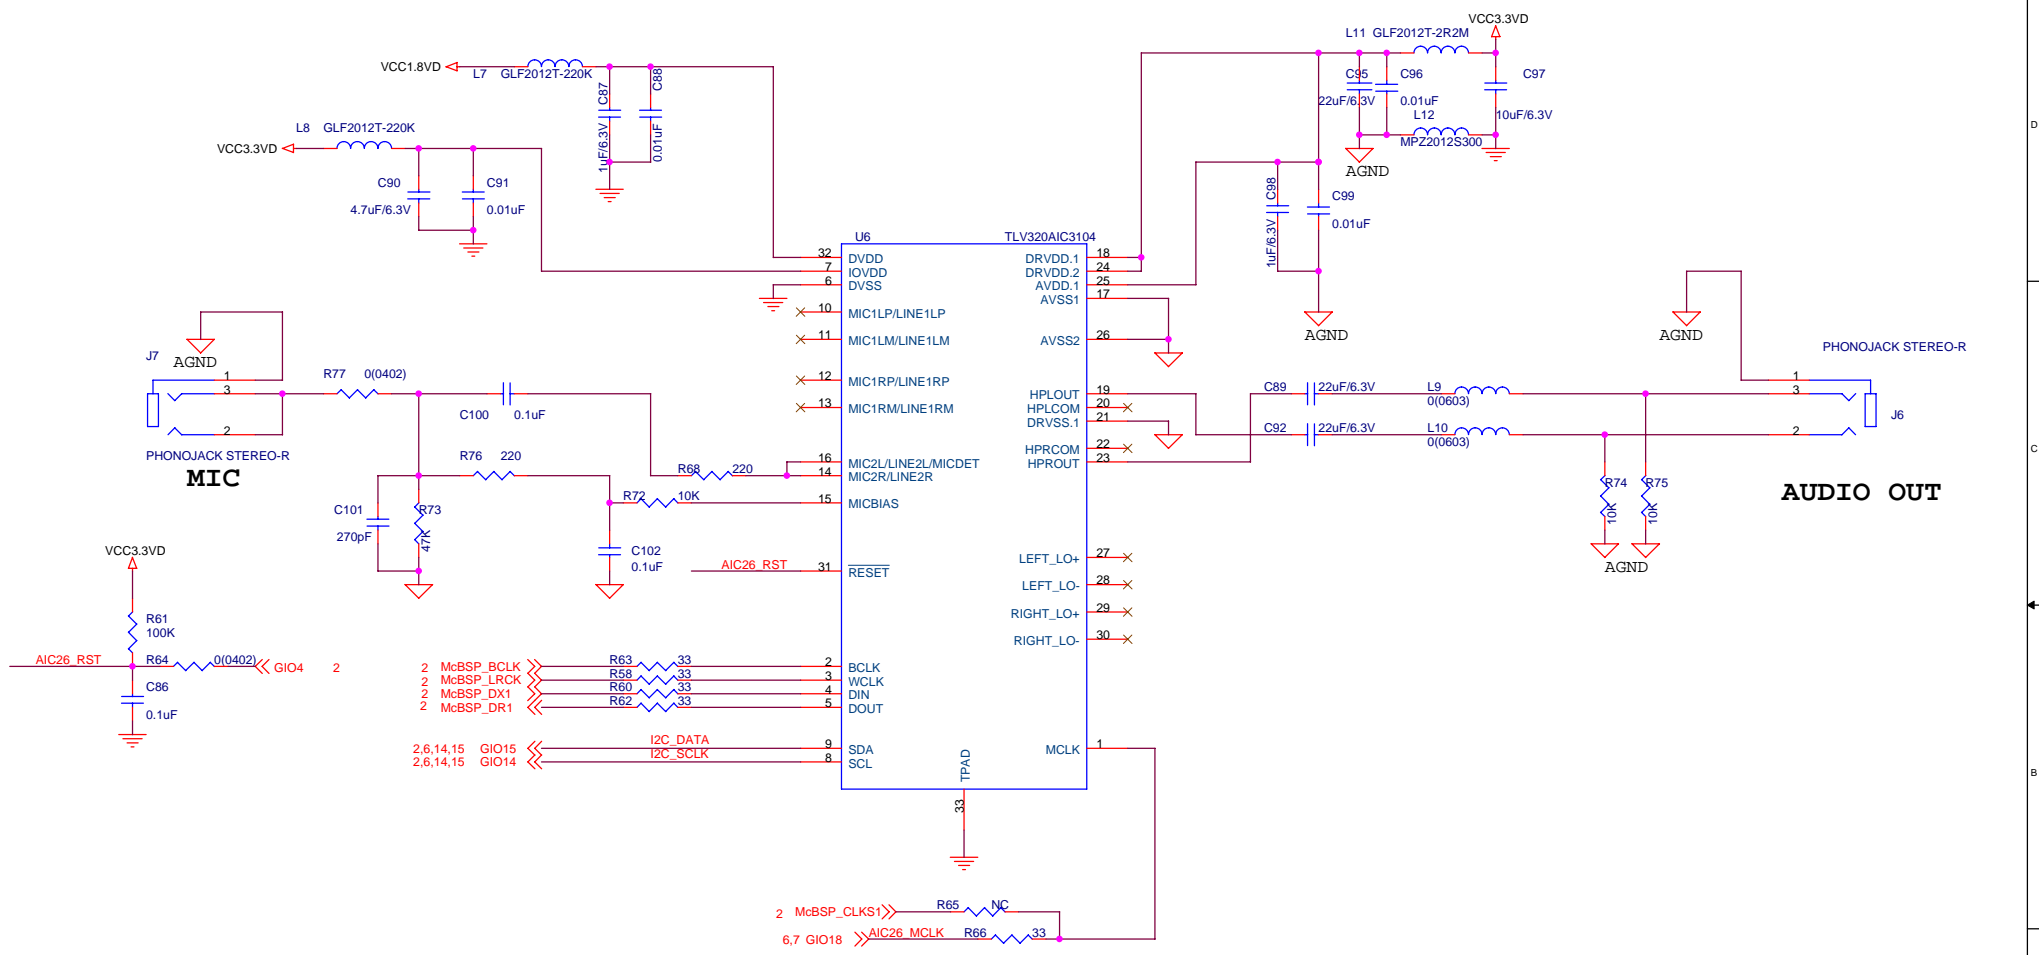 VCC3.3VD
L11 GLF2012T-2R2M
VCC1.8VD
L7 GLF2012T-220K
C87
1uF/6.3V
C88
0.01uF
C95
22uF/6.3V
C96
0.01uF
C97
10uF/6.3V
L12
MPZ2012S300
AGND
D
L8 GLF2012T-220K
VCC3.3VD
C90
4.7uF/6.3V
C91
0.01uF
C98
1uF/6.3V
C99
0.01uF
AGND
U6
TLV320AIC3104
32 DVDD
7 IOVDD
6 DVSS
10 MIC1LP/LINE1LP
11 MIC1LM/LINE1LM
12 MIC1RP/LINE1RP
13 MIC1RM/LINE1RM
16 MIC2L/LINE2L/MICDET
14 MIC2R/LINE2R
15 MICBIAS
31 RESET
2 BCLK
3 WCLK
4 DIN
5 DOUT
9 SDA
8 SCL
DRVDD.1 18
DRVDD.2 24
AVDD.1 25
AVSS1 17
AVSS2 26
HPLOUT 19
HPLCOM 20
DRVSS.1 21
HPRCOM 22
HPROUT 23
LEFT_LO+ 27
LEFT_LO- 28
RIGHT_LO+ 29
RIGHT_LO- 30
MCLK 1
TPAD
33
J7
AGND
1
3
2
PHONOJACK STEREO-R
MIC
R77 0(0402)
C100 0.1uF
R76 220
R68 220
R72 10K
C101
270pF
R73
47K
C102
0.1uF
AIC26_RST
VCC3.3VD
R61
100K
AIC26_RST
R64 0(0402)
GIO4 2
C86
0.1uF
2 McBSP_BCLK R63 33
2 McBSP_LRCK R58 33
2 McBSP_DX1 R60 33
2 McBSP_DR1 R62 33
2,6,14,15 GIO15 I2C_DATA
2,6,14,15 GIO14 I2C_SCLK
2 McBSP_CLKS1 R65 NC
6,7 GIO18 AIC26_MCLK R66 33
C89 22uF/6.3V
L9
0(0603)
C92 22uF/6.3V
L10
0(0603)
AGND
PHONOJACK STEREO-R
1
3
2
J6
R74
10K
R75
10K
AGND
AUDIO OUT
C
B